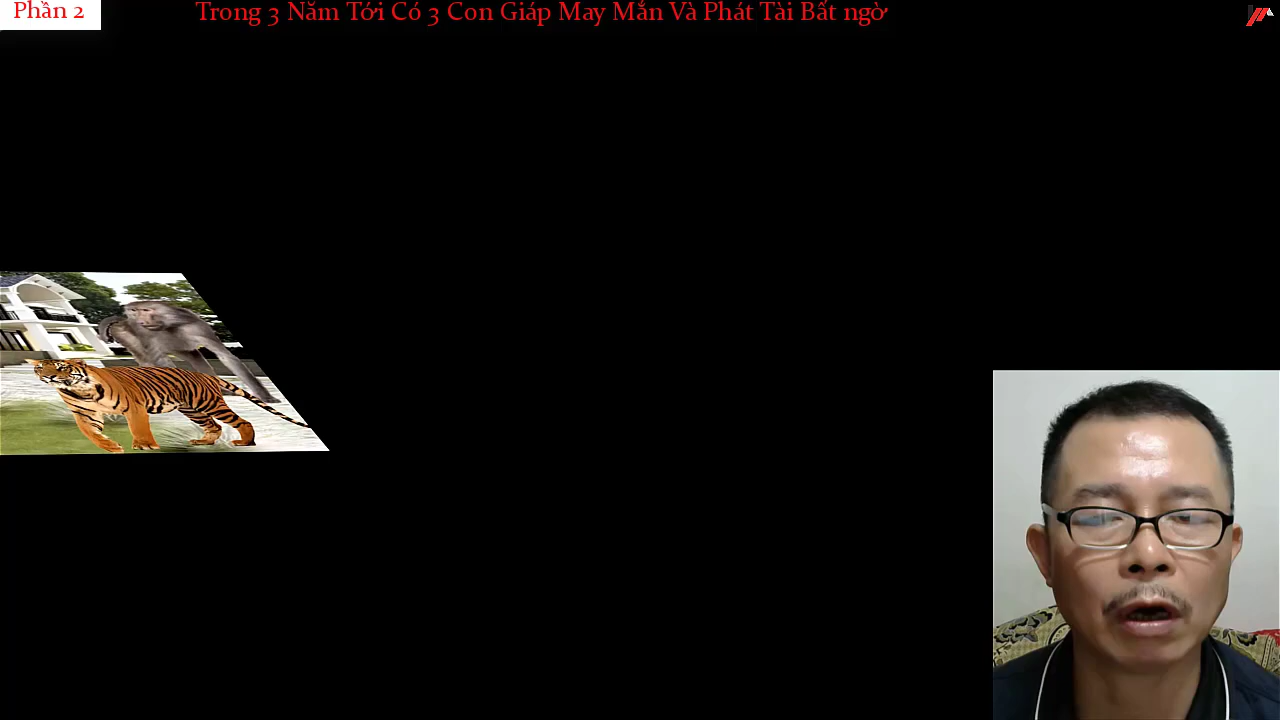 Phần 2
Trong 3 Năm Tới Có 3 Con Giáp May Mắn Và Phát Tài Bất ngờ